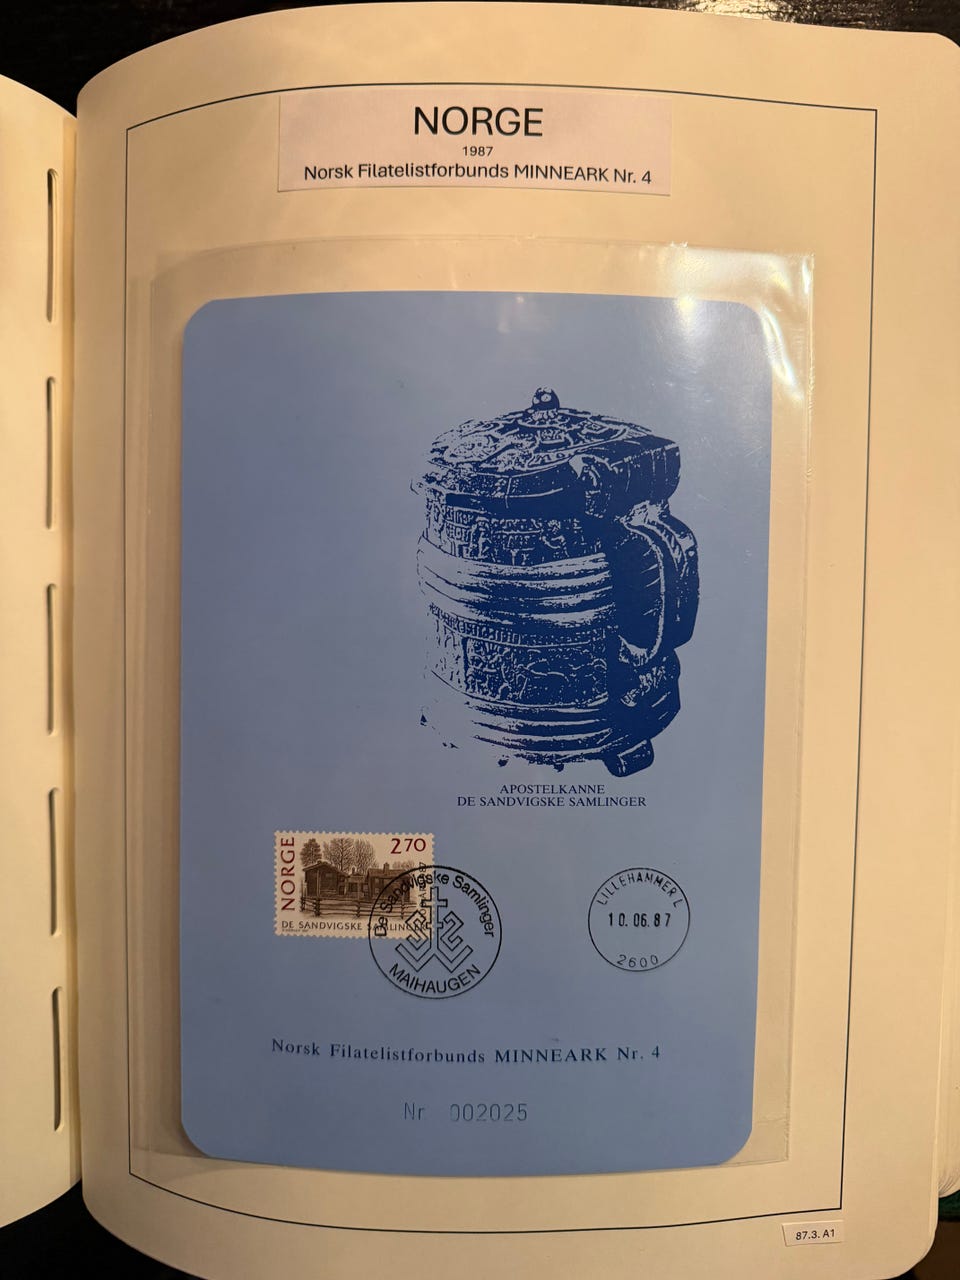 NORGE
1987
Norsk Filatelistforbunds MINNEARK Nr. 4
APOSTELKANNE
DE SANDVIGSKE SAMLINGER
NORGE
2.70
DE SANDVIGSKE SAMLINGER
De Sandvigske Samlinger
MAIHAUGEN
LILLEHAMMER L
10.06.87
2600
Norsk Filatelistforbunds MINNEARK Nr. 4
Nr 002025
87.3. A1